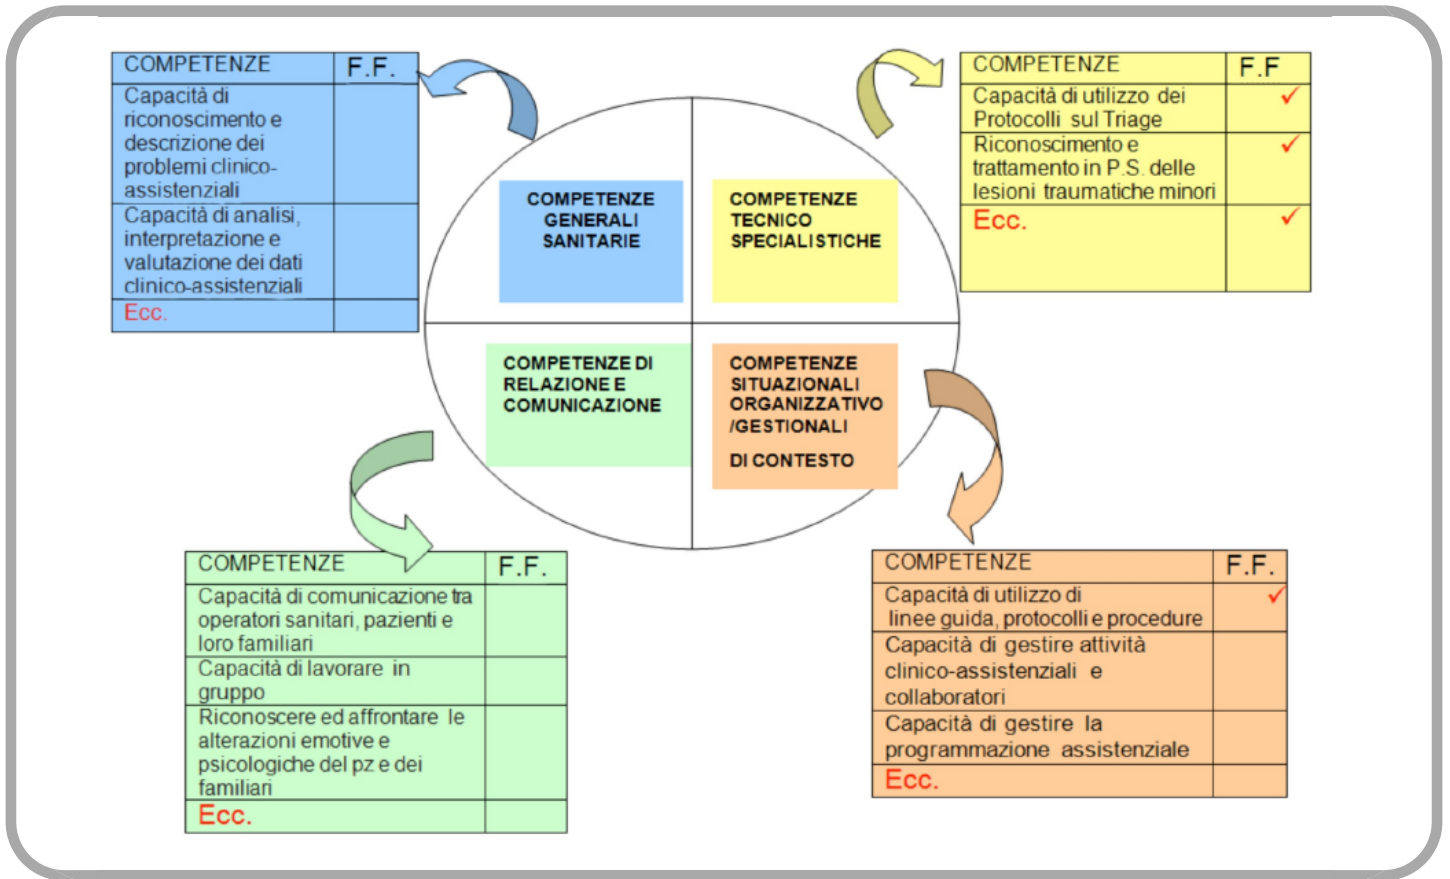 COMPETENZE F.F.
Capacità di
riconoscimento e
descrizione dei
problemi clinico-
assistenziali
Capacità di analisi,
interpretazione e
valutazione dei dati
clinico-assistenziali
Ecc.
COMPETENZE F.F
Capacità di utilizzo dei
Protocolli sul Triage
Riconoscimento e
trattamento in P.S. delle
lesioni traumatiche minori
Ecc.
COMPETENZE
GENERALI
SANITARIE
COMPETENZE
TECNICO
SPECIALISTICHE
COMPETENZE DI
RELAZIONE E
COMUNICAZIONE
COMPETENZE
SITUAZIONALI
ORGANIZZATIVO
/GESTIONALI
DI CONTESTO
COMPETENZE F.F.
Capacità di comunicazione tra
operatori sanitari, pazienti e
loro familiari
Capacità di lavorare in
gruppo
Riconoscere ed affrontare le
alterazioni emotive e
psicologiche del pz e dei
familiari
Ecc.
COMPETENZE F.F.
Capacità di utilizzo di
linee guida, protocolli e procedure
Capacità di gestire attività
clinico-assistenziali e
collaboratori
Capacità di gestire la
programmazione assistenziale
Ecc.